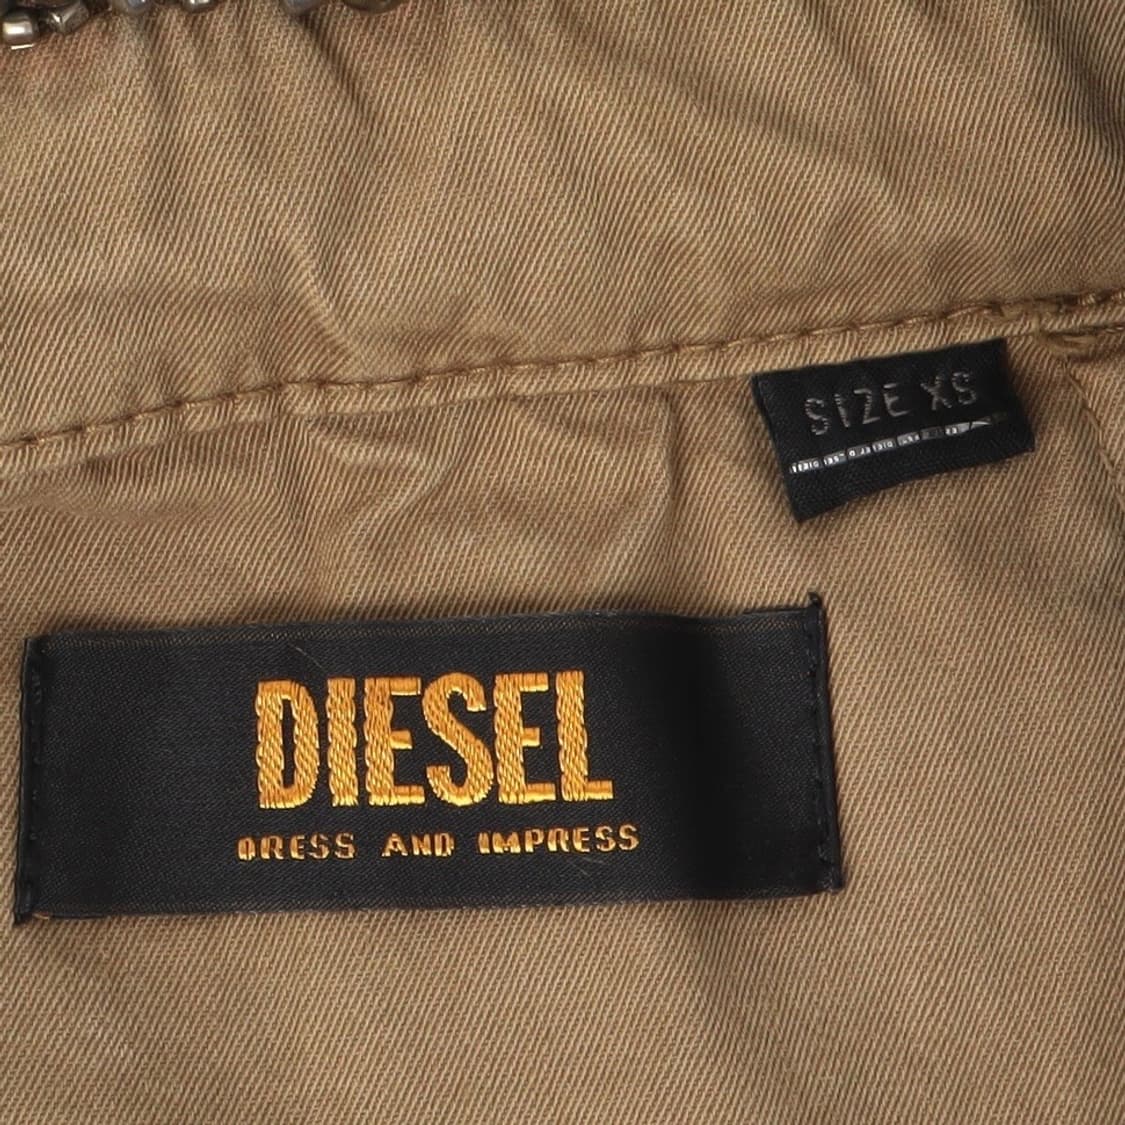 SIZE XS
DIESEL
DRESS AND IMPRESS